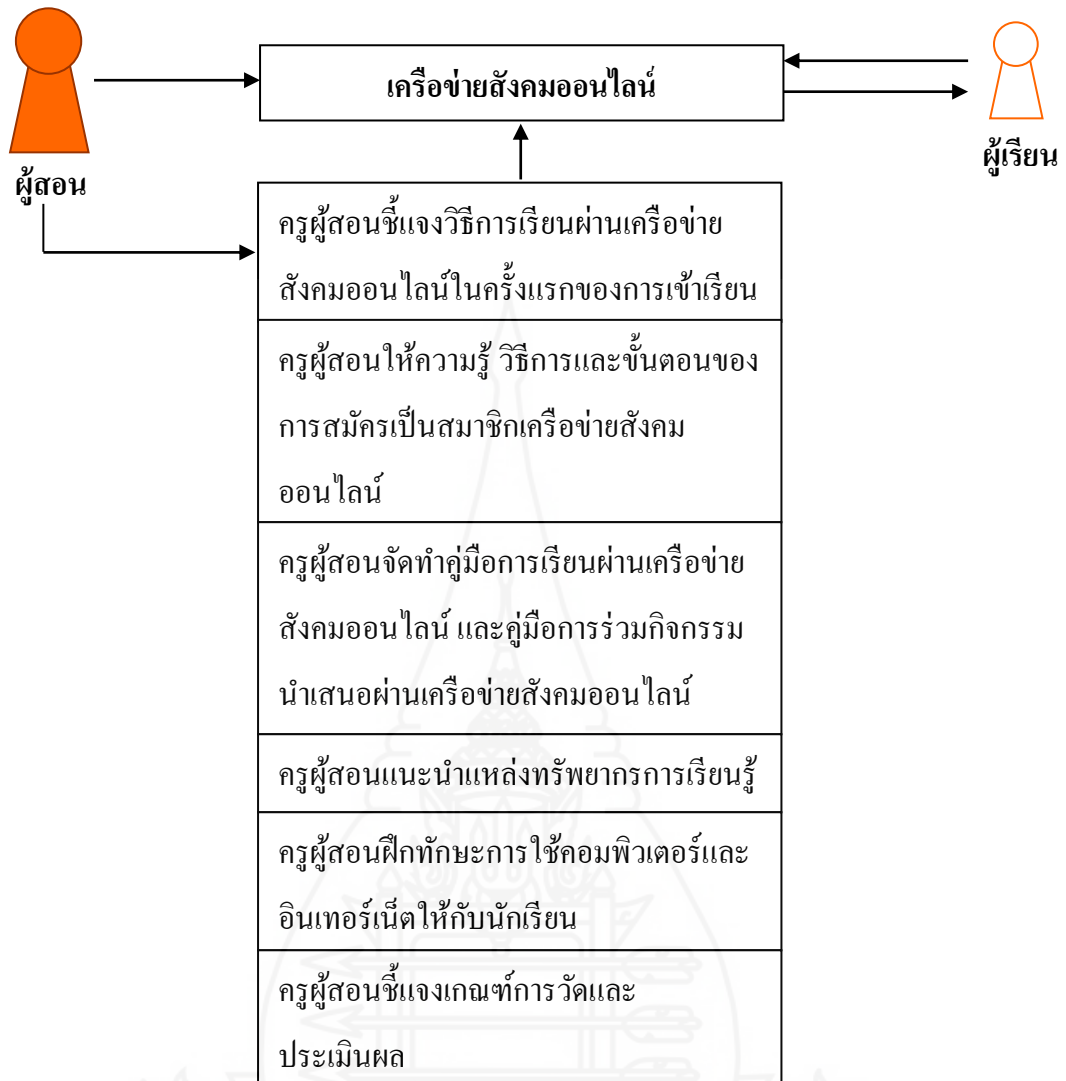 เครือข่ายสังคมออนไลน์
ผู้สอน
ผู้เรียน
ครูผู้สอนชี้แจงวิธีการเรียนผ่านเครือข่าย
สังคมออนไลน์ในครั้งแรกของการเข้าเรียน
ครูผู้สอนให้ความรู้ วิธีการและขั้นตอนของ
การสมัครเป็นสมาชิกเครือข่ายสังคม
ออนไลน์
ครูผู้สอนจัดทำคู่มือการเรียนผ่านเครือข่าย
สังคมออนไลน์ และคู่มือการร่วมกิจกรรม
นำเสนอผ่านเครือข่ายสังคมออนไลน์
ครูผู้สอนแนะนำแหล่งทรัพยากรการเรียนรู้
ครูผู้สอนฝึกทักษะการใช้คอมพิวเตอร์และ
อินเทอร์เน็ตให้กับนักเรียน
ครูผู้สอนชี้แจงเกณฑ์การวัดและ
ประเมินผล